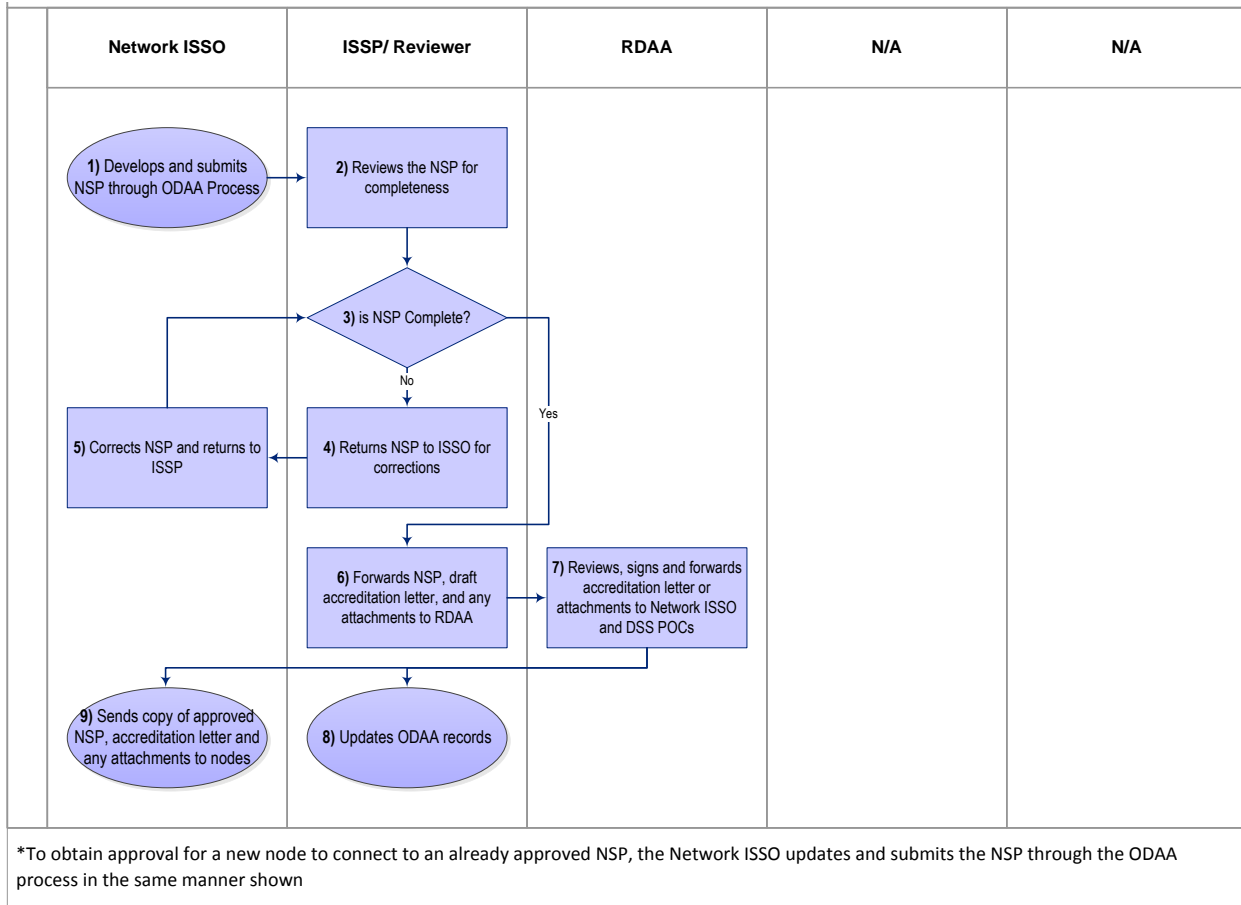 Network ISSO
ISSP/ Reviewer
RDAA
N/A
N/A
1) Develops and submits
NSP through ODAA Process
2) Reviews the NSP for
completeness
3) is NSP Complete?
No
Yes
5) Corrects NSP and returns to
ISSP
4) Returns NSP to ISSO for
corrections
6) Forwards NSP, draft
accreditation letter, and any
attachments to RDAA
7) Reviews, signs and forwards
accreditation letter or
attachments to Network ISSO
and DSS POCs
9) Sends copy of approved
NSP, accreditation letter and
any attachments to nodes
8) Updates ODAA records
*To obtain approval for a new node to connect to an already approved NSP, the Network ISSO updates and submits the NSP through the ODAA
process in the same manner shown